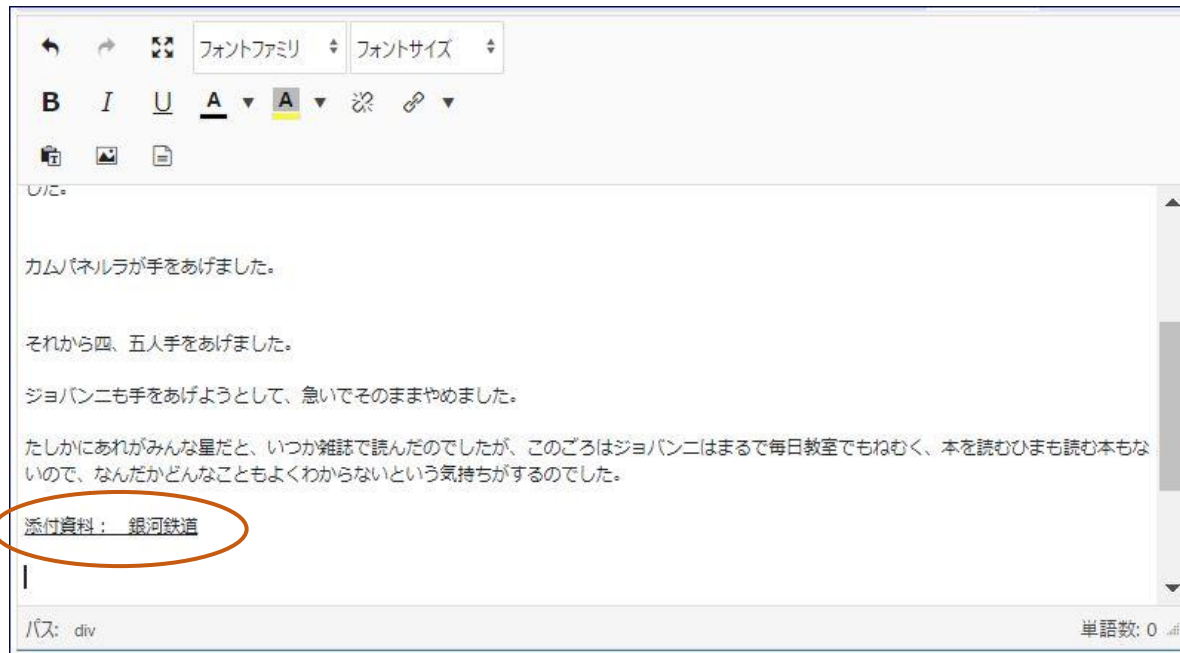 フォントファミリ フォントサイズ
B I U A A
した。
カムパネルラが手をあげました。
それから四、五人手をあげました。
ジョバンニも手をあげようとして、急いでそのままやめました。
たしかにあれがみんな星だと、いつか雑誌で読んだのでしたが、このごろはジョバンニはまるで毎日教室でもねむく、本を読むひまも読む本もな
いので、なんだかどんなこともよくわからないという気持ちがするのでした。
添付資料：　銀河鉄道
パス: div 単語数: 0